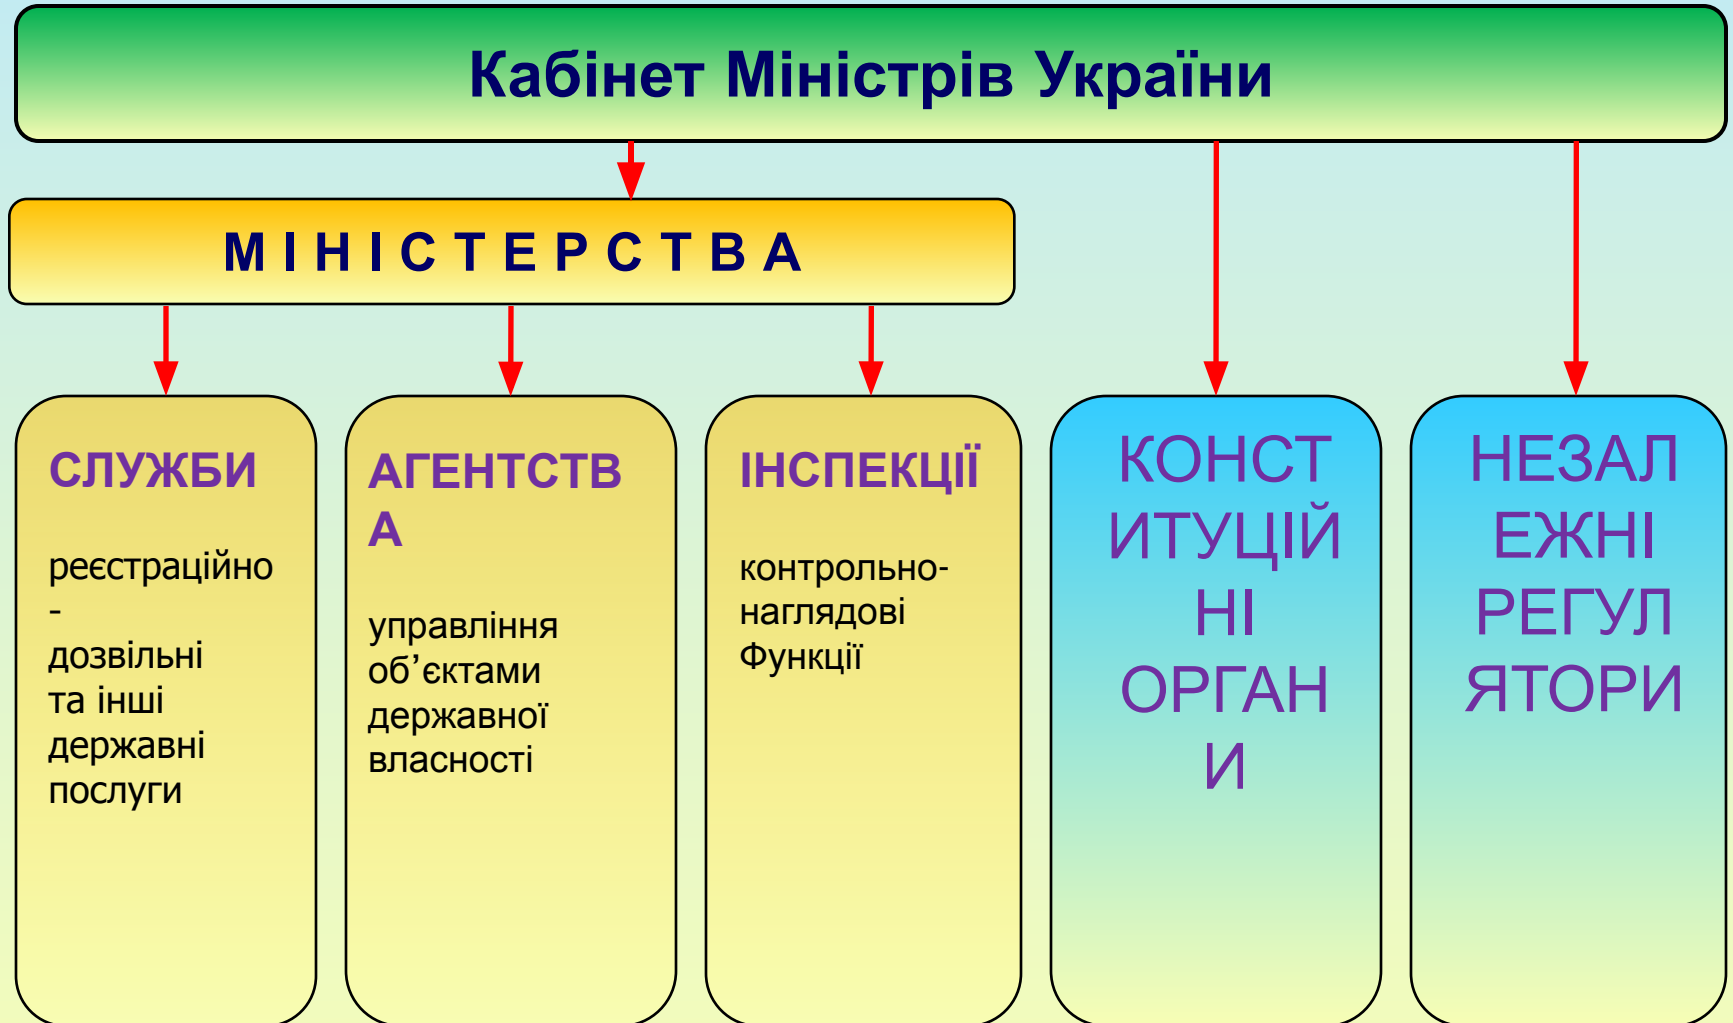 Кабінет Міністрів України
М І Н І С Т Е Р С Т В А
СЛУЖБИ
реєстраційно
-
дозвільні
та інші
державні
послуги
АГЕНТСТВ
А
управління
об’єктами
державної
власності
ІНСПЕКЦІЇ
контрольно-
наглядові
Функції
КОНСТ
ИТУЦІЙ
НІ
ОРГАН
И
НЕЗАЛ
ЕЖНІ
РЕГУЛ
ЯТОРИ